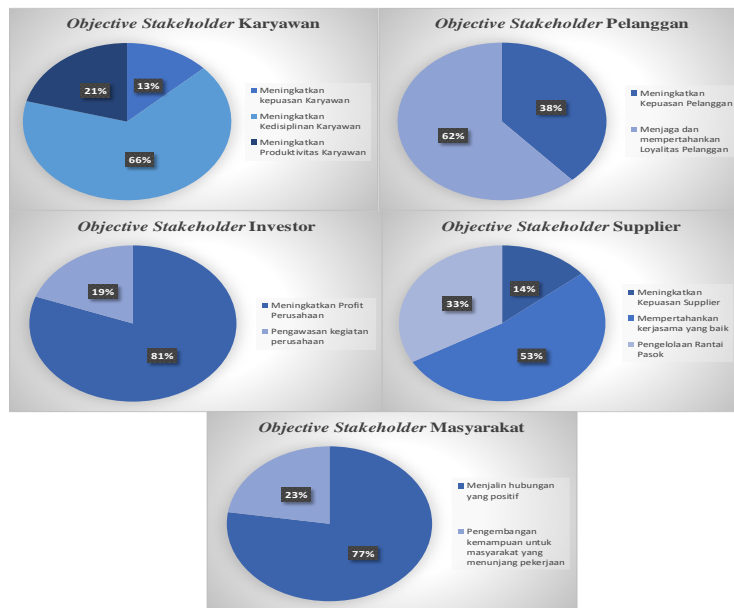 Objective Stakeholder Karyawan
13%
66%
21%
Meningkatkan
kepuasan Karyawan
Meningkatkan
Kedisiplinan Karyawan
Meningkatkan
Produktivitas Karyawan
Objective Stakeholder Pelanggan
38%
62%
Meningkatkan
Kepuasan Pelanggan
Menjaga dan
mempertahankan
Loyalitas Pelanggan
Objective Stakeholder Investor
19%
81%
Meningkatkan Profit
Perusahaan
Pengawasan kegiatan
perusahaan
Objective Stakeholder Supplier
14%
33%
53%
Meningkatkan
Kepuasan Supplier
Mempertahankan
kerjasama yang baik
Pengelolaan Rantai
Pasok
Objective Stakeholder Masyarakat
23%
77%
Menjalin hubungan
yang positif
Pengembangan
kemampuan untuk
masyarakat yang
menunjang pekerjaan